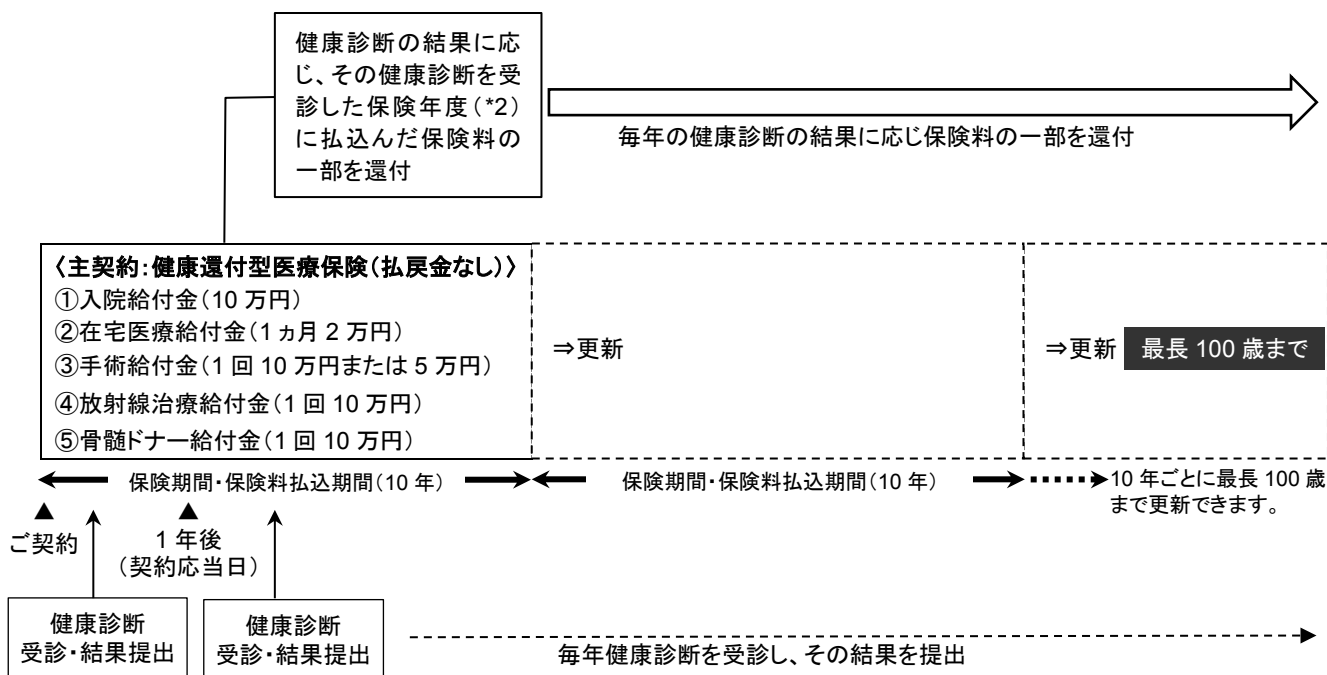 健康診断の結果に応
じ、その健康診断を受
診した保険年度(*2)
に払込んだ保険料の
一部を還付
毎年の健康診断の結果に応じ保険料の一部を還付
〈主契約:健康還付型医療保険(払戻金なし)〉
①入院給付金(10 万円)
②在宅医療給付金(1 ヵ月 2 万円)
③手術給付金(1 回 10 万円または 5 万円)
④放射線治療給付金(1 回 10 万円)
⑤骨髄ドナー給付金(1 回 10 万円)
⇒更新
⇒更新 最長 100 歳まで
保険期間・保険料払込期間(10 年)
保険期間・保険料払込期間(10 年)
10 年ごとに最長 100 歳
まで更新できます。
ご契約
1 年後
(契約応当日)
健康診断
受診・結果提出
健康診断
受診・結果提出
毎年健康診断を受診し、その結果を提出